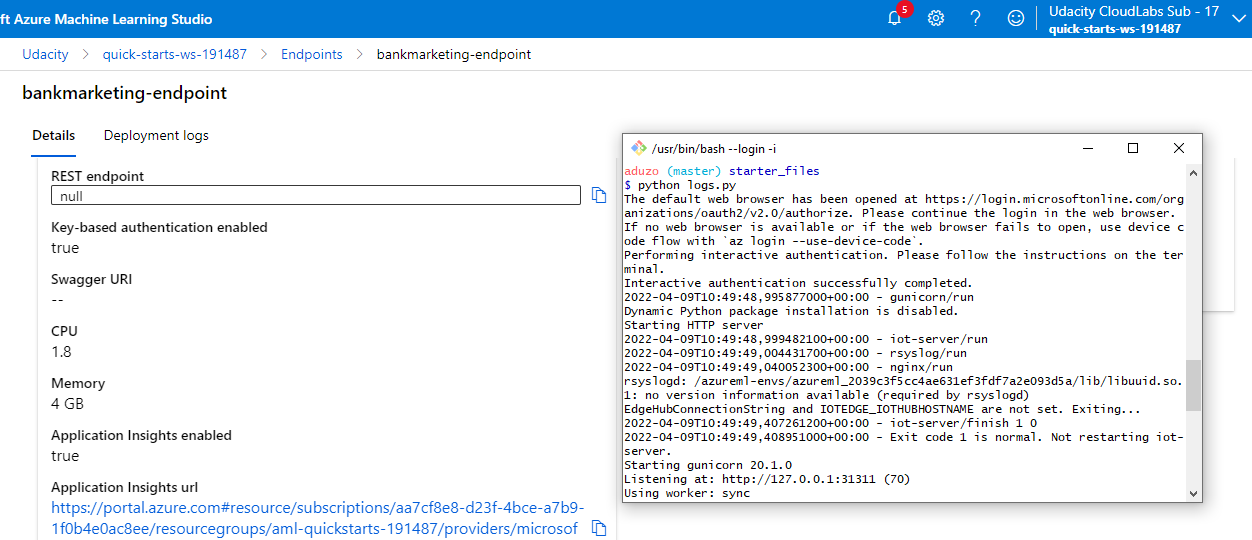 ft Azure Machine Learning Studio
5
Udacity CloudLabs Sub - 17
quick-starts-ws-191487
Udacity > quick-starts-ws-191487 > Endpoints > bankmarketing-endpoint
bankmarketing-endpoint
Details
Deployment logs
REST endpoint
null
Key-based authentication enabled
true
Swagger URI
--
CPU
1.8
Memory
4 GB
Application Insights enabled
true
Application Insights url
https://portal.azure.com#resource/subscriptions/aa7cf8e8-d23f-4bce-a7b9-
1f0b4e0ac8ee/resourcegroups/aml-quickstarts-191487/providers/microsof
/usr/bin/bash --login -i
aduzo (master) starter_files
$ python logs.py
The default web browser has been opened at https://login.microsoftonline.com/org
anizations/oauth2/v2.0/authorize. Please continue the login in the web browser.
If no web browser is available or if the web browser fails to open, use device c
ode flow with `az login --use-device-code`.
Performing interactive authentication. Please follow the instructions on the ter
minal.
Interactive authentication successfully completed.
2022-04-09T10:49:48,995877000+00:00 - gunicorn/run
Dynamic Python package installation is disabled.
Starting HTTP server
2022-04-09T10:49:48,999482100+00:00 - iot-server/run
2022-04-09T10:49:49,004431700+00:00 - rsyslog/run
2022-04-09T10:49:49,040052300+00:00 - nginx/run
rsyslogd: /azureml-envs/azureml_2039c3f5cc4ae631ef3fdf7a2e093d5a/lib/libuuid.so.
1: no version information available (required by rsyslogd)
EdgeHubConnectionString and IOTEDGE_IOTHUBHOSTNAME are not set. Exiting...
2022-04-09T10:49:49,407261200+00:00 - iot-server/finish 1 0
2022-04-09T10:49:49,408951000+00:00 - Exit code 1 is normal. Not restarting iot-
server.
Starting gunicorn 20.1.0
Listening at: http://127.0.0.1:31311 (70)
Using worker: sync